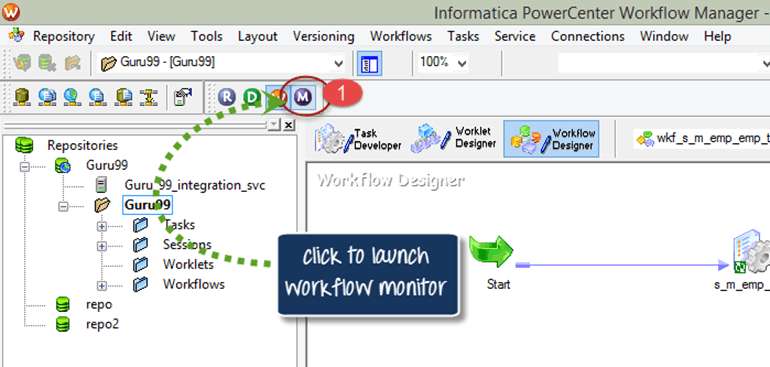 Informatica PowerCenter Workflow Manager -
Repository Edit View Tools Layout Versioning Workflows Tasks Service Connections Window Help
Guru99 - [Guru99] 100%
R D M 1
Repositories
Guru99
Guru 99_integration_svc
Guru99
Tasks
Sessions
Worklets
Workflows
repo
repo2
Task
Developer
Worklet
Designer
Workflow
Designer
wkf_s_m_emp_emp_t
Workflow Designer
click to launch
workflow monitor
Start
s_m_emp_